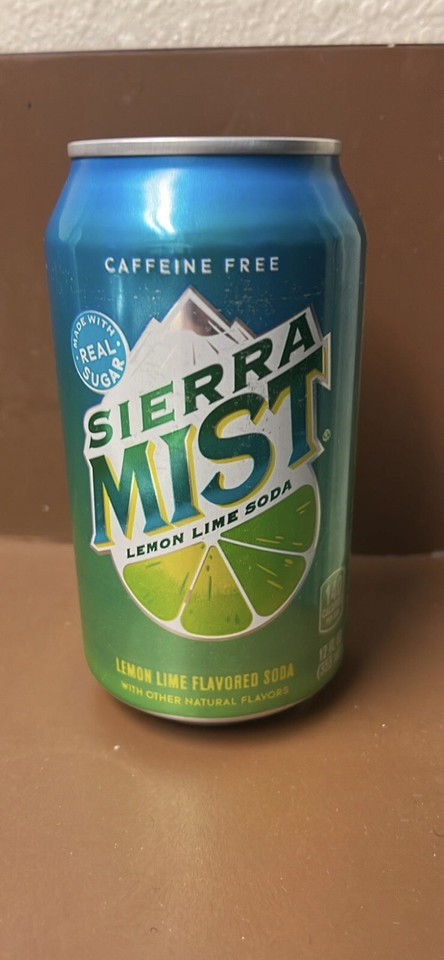 CAFFEINE FREE
MADE WITH
REAL
SUGAR
SIERRA
MIST
LEMON LIME SODA
LEMON LIME FLAVORED SODA
WITH OTHER NATURAL FLAVORS